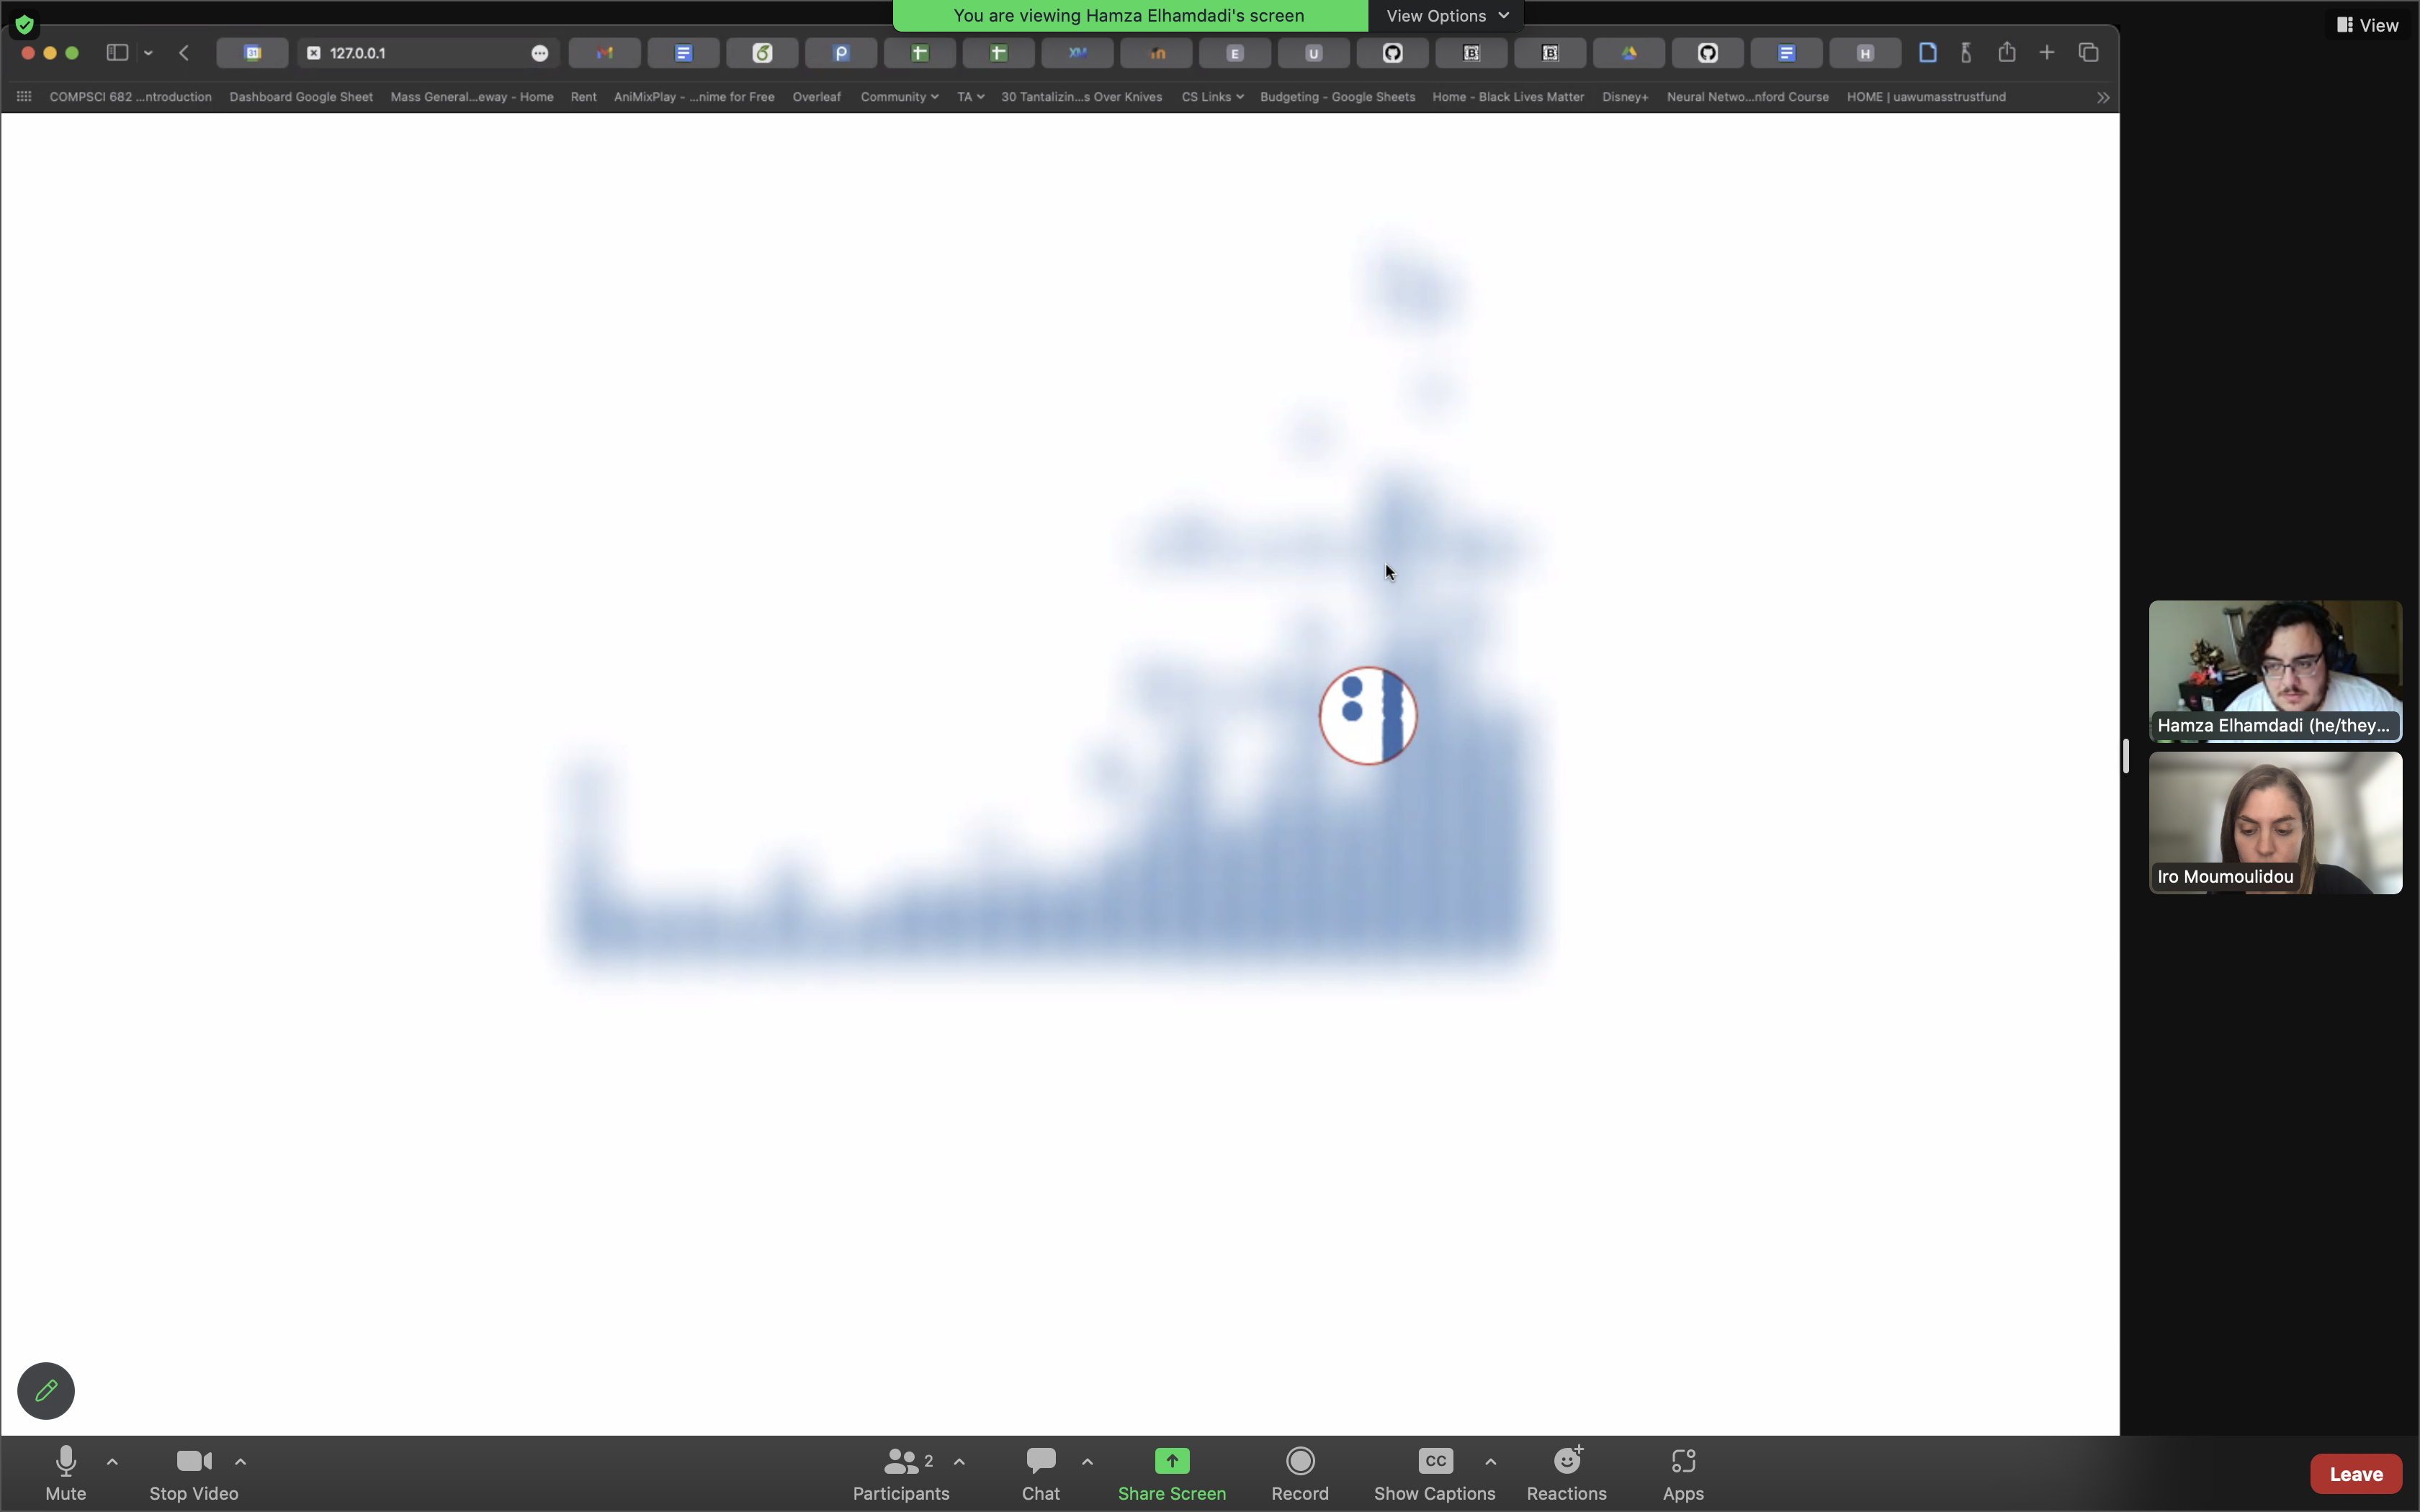 You are viewing Hamza Elhamdadi's screen
View Options
View
31
127.0.0.1
E
U
H
COMPSCI 682 ...ntroduction
Dashboard Google Sheet
Mass General...eway - Home
Rent
AniMixPlay - ...nime for Free
Overleaf
Community
TA
30 Tantalizin...s Over Knives
CS Links
Budgeting - Google Sheets
Home - Black Lives Matter
Disney+
Neural Netwo...nford Course
HOME | uawumasstrustfund
Hamza Elhamdadi (he/they...
Iro Moumoulidou
Mute
Stop Video
Participants
2
Chat
Share Screen
Record
CC
Show Captions
Reactions
Apps
Leave